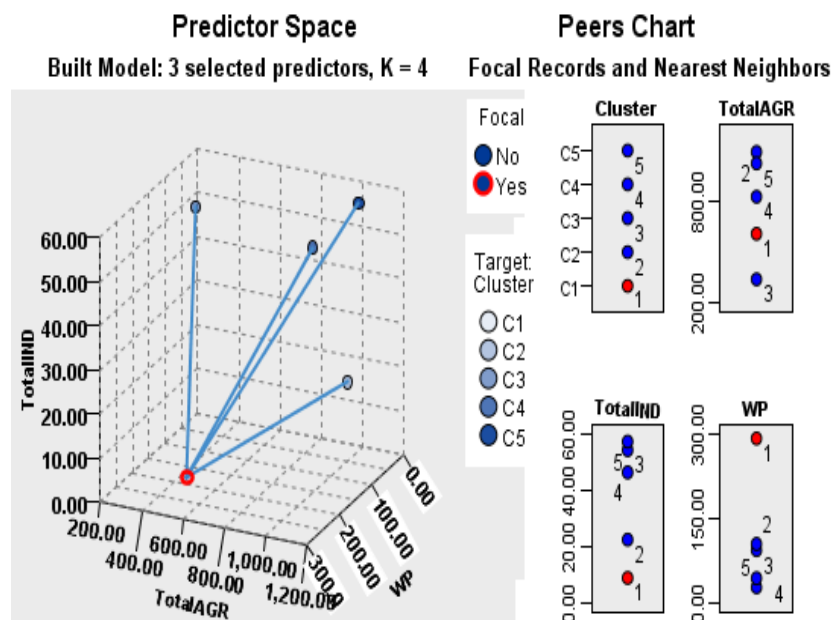 Predictor Space
Built Model: 3 selected predictors, K = 4
TotalIND
60.00
50.00
40.00
30.00
20.00
10.00
0.00
200.00
400.00
600.00
800.00
1,000.00
1,200.00
TotalAGR
300.0
200.00
100.00
0.00
WP
Peers Chart
Focal Records and Nearest Neighbors
Focal
No
Yes
Target:
Cluster
C1
C2
C3
C4
C5
Cluster
C5
C4
C3
C2
C1
5
4
3
2
1
TotalAGR
800.00
200.00
2
5
4
1
3
TotalIND
60.00
40.00
20.00
0.00
5
3
4
2
1
WP
300.00
150.00
0.00
1
2
3
5
4